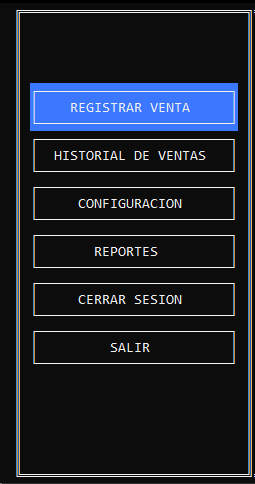 REGISTRAR VENTA
HISTORIAL DE VENTAS
CONFIGURACION
REPORTES
CERRAR SESION
SALIR